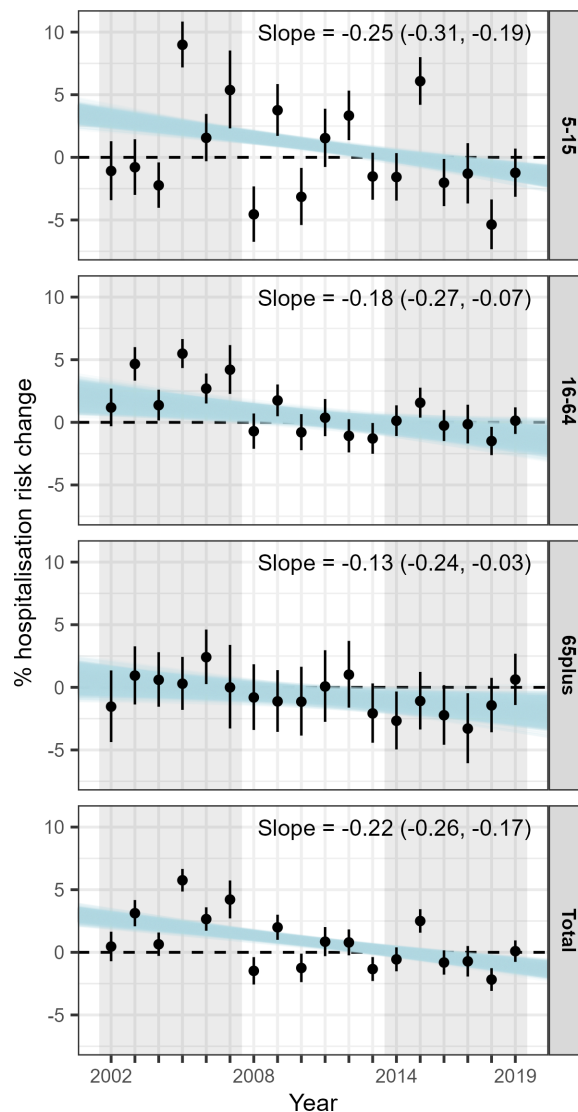 Slope = -0.25 (-0.31, -0.19)
10
5
0
-5
5-15
Slope = -0.18 (-0.27, -0.07)
10
5
0
-5
16-64
% hospitalisation risk change
Slope = -0.13 (-0.24, -0.03)
10
5
0
-5
65plus
Slope = -0.22 (-0.26, -0.17)
10
5
0
-5
Total
2002 2008 2014 2019
Year